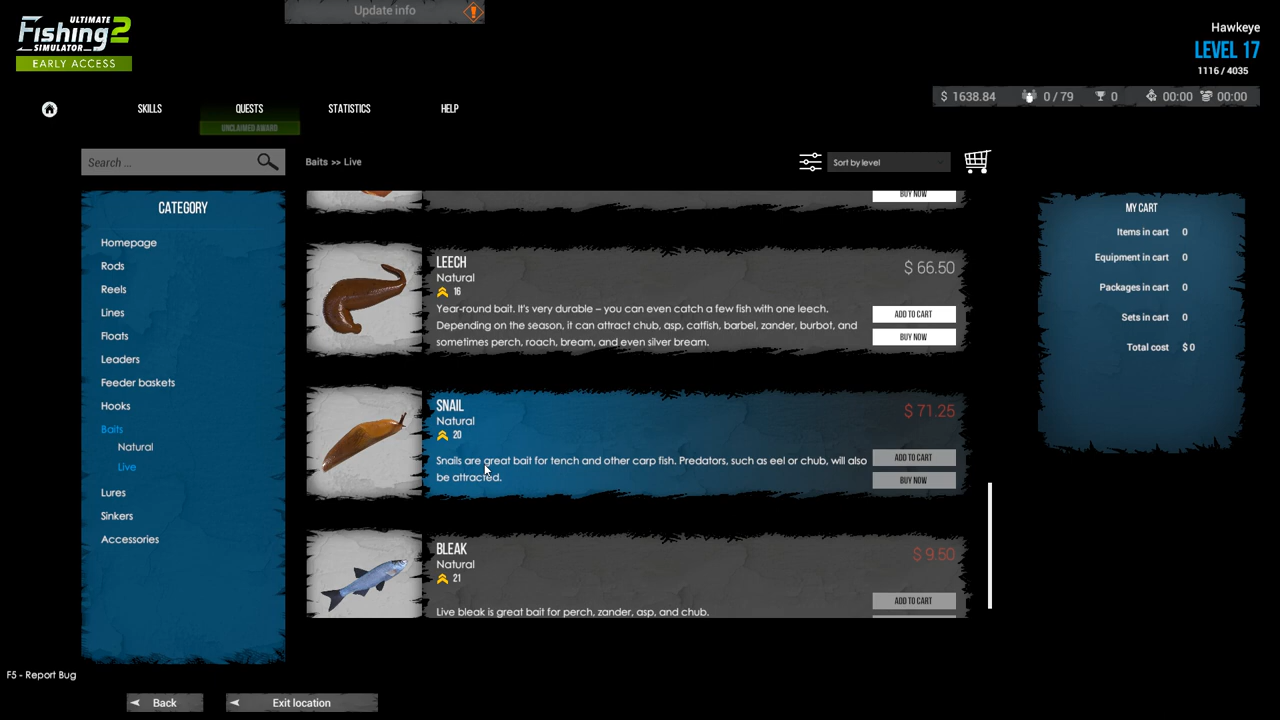 Update info
ULTIMATE
Fishing 2
SIMULATOR
EARLY ACCESS
Hawkeye
LEVEL 17
1116 / 4035
$ 1638.84
0 / 79
0
00:00
00:00
SKILLS
QUESTS
STATISTICS
HELP
UNCLAIMED AWARD
Search ...
Baits >> Live
Sort by level
CATEGORY
Homepage
Rods
Reels
Lines
Floats
Leaders
Feeder baskets
Hooks
Baits
Natural
Live
Lures
Sinkers
Accessories
BUY NOW
LEECH
Natural
16
$ 66.50
Year-round bait. It's very durable – you can even catch a few fish with one leech.
Depending on the season, it can attract chub, asp, catfish, barbel, zander, burbot, and
sometimes perch, roach, bream, and even silver bream.
ADD TO CART
BUY NOW
SNAIL
Natural
20
$ 71.25
Snails are great bait for tench and other carp fish. Predators, such as eel or chub, will also
be attracted.
ADD TO CART
BUY NOW
BLEAK
Natural
21
$ 9.50
Live bleak is great bait for perch, zander, asp, and chub.
ADD TO CART
MY CART
Items in cart 0
Equipment in cart 0
Packages in cart 0
Sets in cart 0
Total cost $ 0
F5 - Report Bug
Back
Exit location